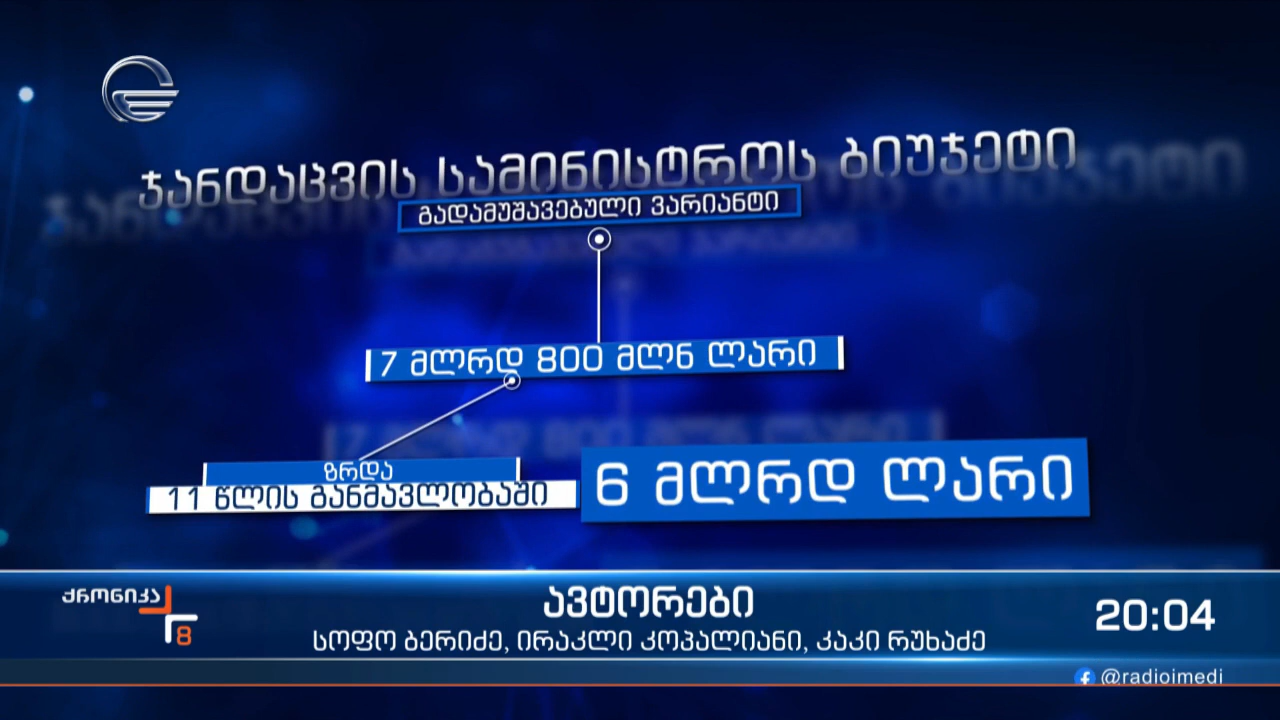 ჯანდაცვის სამინისტროს ბიუჯეტი
გადამუშავებული ვარიანტი
7 მლრდ 800 მლნ ლარი
ზრდა
11 წლის განმავლობაში
6 მლრდ ლარი
ქრონიკა
8
ავტორები
სოფო ბერიძე, ირაკლი კოპალიანი, კაკი რუხაძე
20:04
@radioimedi